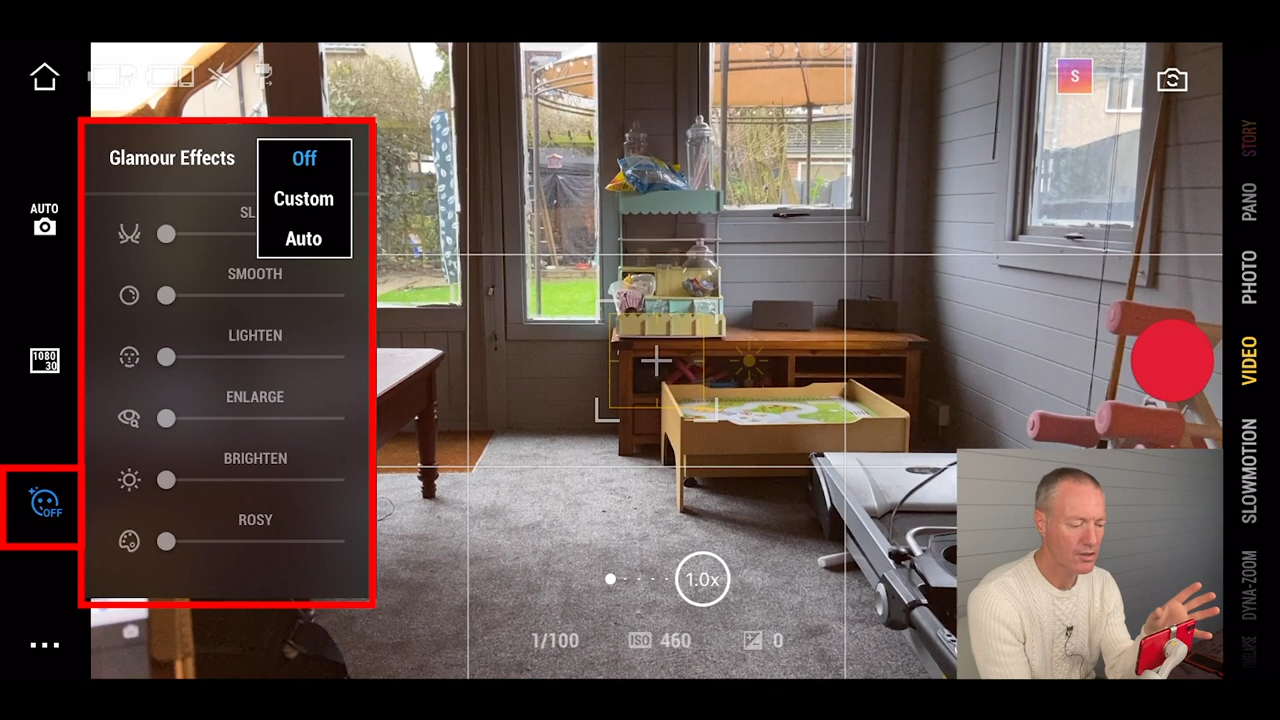 S
AUTO
Glamour Effects
Off
Custom
Auto
SL
SMOOTH
LIGHTEN
ENLARGE
BRIGHTEN
ROSY
1080
30
OFF
1.0x
1/100
ISO 460
0
STORY
PANO
PHOTO
VIDEO
SLOWMOTION
DYNA-ZOOM